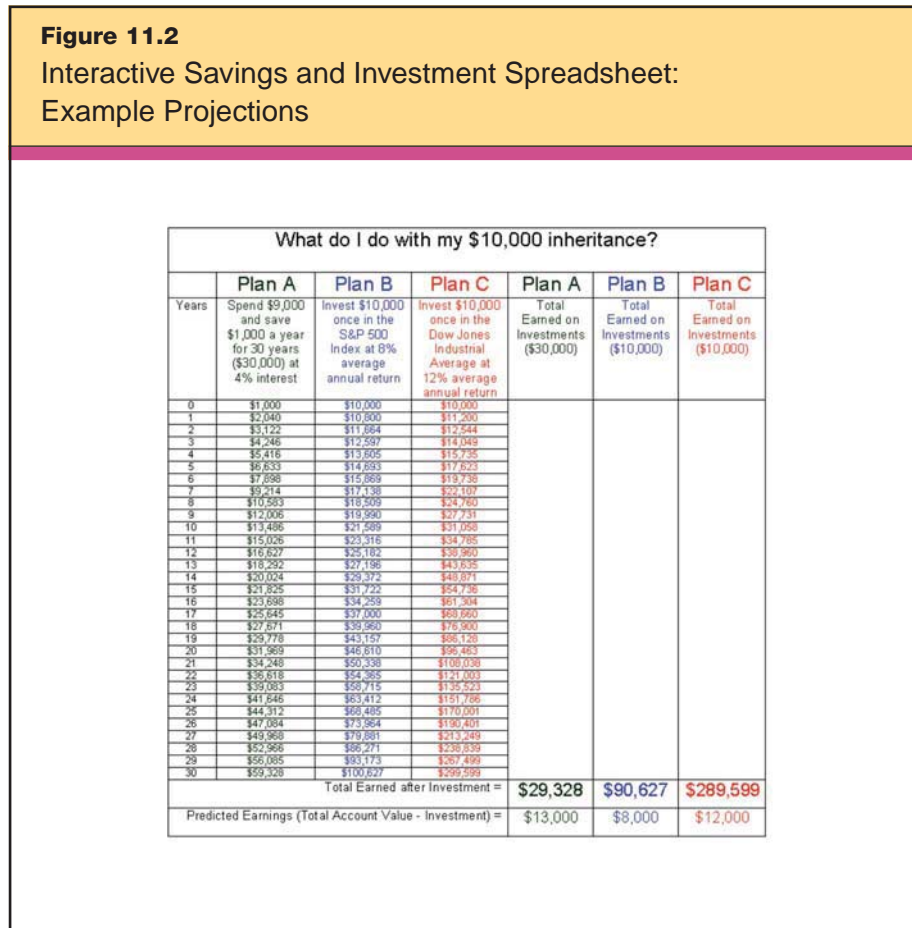 Figure 11.2
Interactive Savings and Investment Spreadsheet:
Example Projections
What do I do with my $10,000 inheritance?
Plan A Plan B Plan C Plan A Plan B Plan C
Years
Spend $9,000
and save
$1,000 a year
for 30 years
($30,000) at
4% interest
Invest $10,000
once in the
S&P 500
Index at 8%
average
annual return
Invest $10,000
once in the
Dow Jones
Industrial
Average at
12% average
annual return
Total
Earned on
Investments
($30,000)
Total
Earned on
Investments
($10,000)
Total
Earned on
Investments
($10,000)
0 $1,000 $10,000 $10,000
1 $2,040 $10,800 $11,200
2 $3,122 $11,664 $12,544
3 $4,246 $12,597 $14,049
4 $5,416 $13,605 $15,735
5 $6,633 $14,693 $17,623
6 $7,898 $15,869 $19,738
7 $9,214 $17,138 $22,107
8 $10,583 $18,509 $24,760
9 $12,006 $19,990 $27,731
10 $13,486 $21,589 $31,058
11 $15,026 $23,316 $34,785
12 $16,627 $25,182 $38,960
13 $18,292 $27,196 $43,635
14 $20,024 $29,372 $48,871
15 $21,825 $31,722 $54,736
16 $23,698 $34,259 $61,304
17 $25,645 $37,000 $68,660
18 $27,671 $39,960 $76,900
19 $29,778 $43,157 $86,128
20 $31,969 $46,610 $96,463
21 $34,248 $50,338 $108,038
22 $36,618 $54,365 $121,003
23 $39,083 $58,715 $135,523
24 $41,646 $63,412 $151,786
25 $44,312 $68,485 $170,001
26 $47,084 $73,964 $190,401
27 $49,968 $79,881 $213,249
28 $52,966 $86,271 $238,839
29 $56,085 $93,173 $267,499
30 $59,328 $100,627 $299,599
Total Earned after Investment = $29,328 $90,627 $289,599
Predicted Earnings (Total Account Value - Investment) = $13,000 $8,000 $12,000